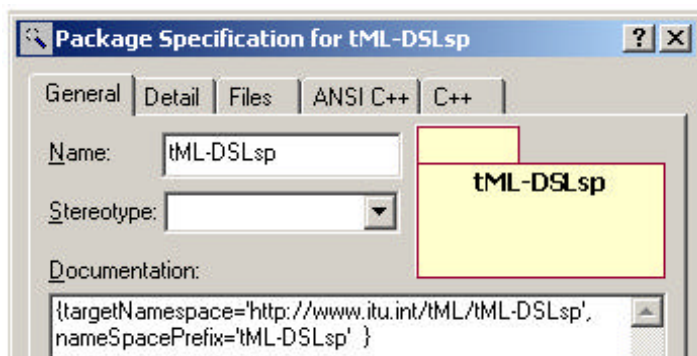 Package Specification for tML-DSLsp
General Detail Files ANSI C++ C++
Name: tML-DSLsp
tML-DSLsp
Stereotype:
Documentation:
{targetNamespace='http://www.itu.int/tML/tML-DSLsp',
nameSpacePrefix='tML-DSLsp' }